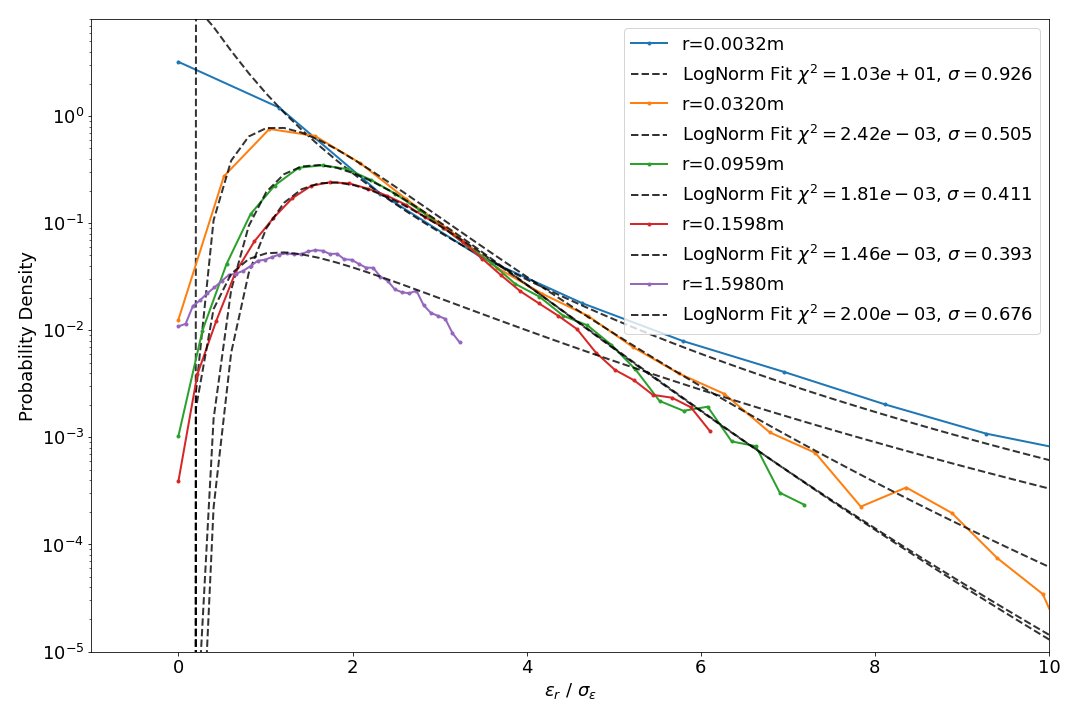 r=0.0032m
LogNorm Fit χ² = 1.03e + 01, σ = 0.926
r=0.0320m
LogNorm Fit χ² = 2.42e − 03, σ = 0.505
r=0.0959m
LogNorm Fit χ² = 1.81e − 03, σ = 0.411
r=0.1598m
LogNorm Fit χ² = 1.46e − 03, σ = 0.393
r=1.5980m
LogNorm Fit χ² = 2.00e − 03, σ = 0.676
Probability Density
10⁰
10⁻¹
10⁻²
10⁻³
10⁻⁴
10⁻⁵
0 2 4 6 8 10
εᵣ / σ_ε